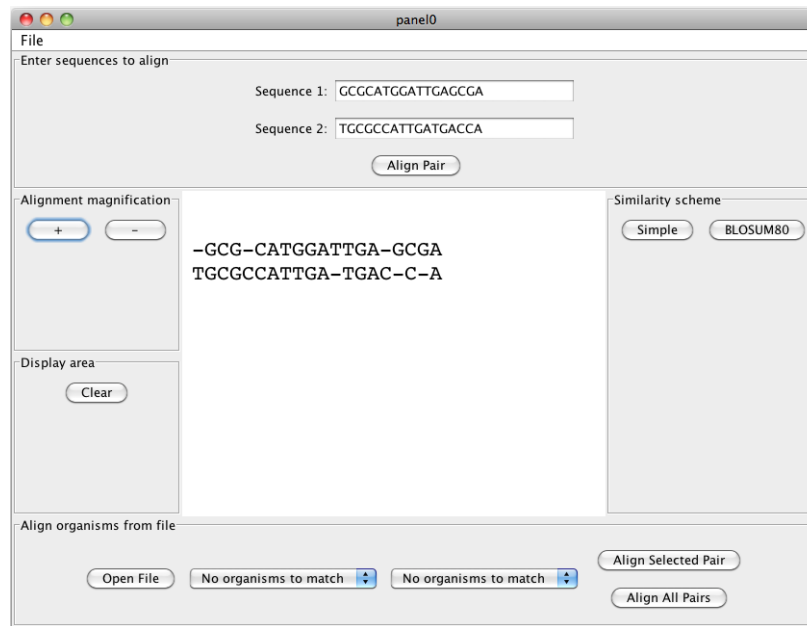 panel0
File
Enter sequences to align
Sequence 1: GCGCATGGATTGAGCGA
Sequence 2: TGCGCCATTGATGACCA
Align Pair
Alignment magnification
+ -
-GCG-CATGGATTGA-GCGA
TGCGCCATTGA-TGAC-C-A
Similarity scheme
Simple BLOSUM80
Display area
Clear
Align organisms from file
Open File No organisms to match No organisms to match
Align Selected Pair
Align All Pairs